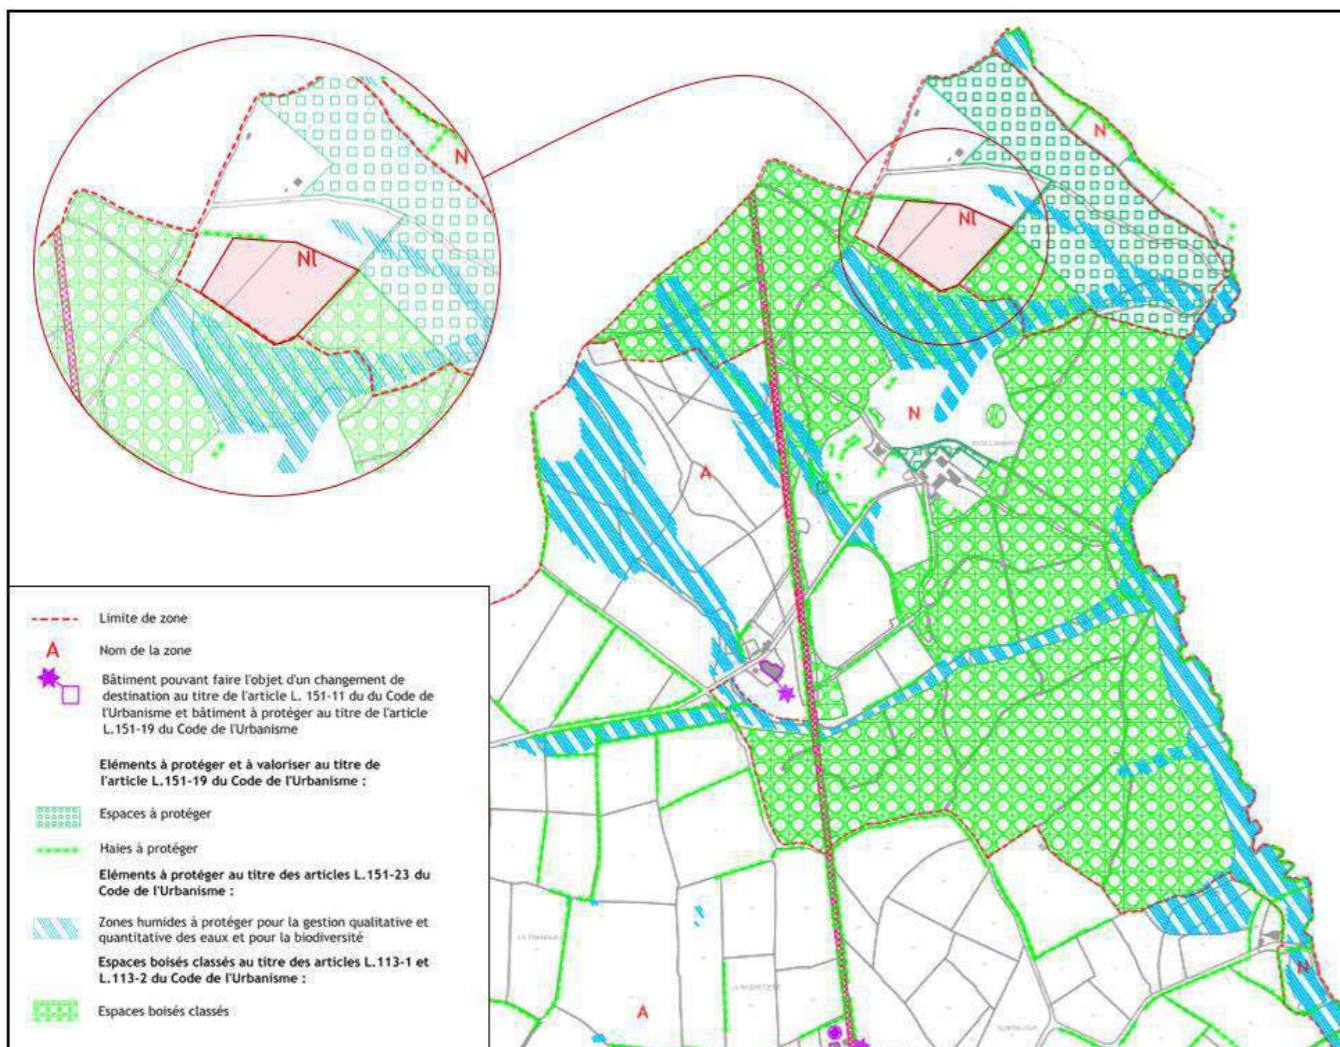 N
Nl
N
Nl
N
A
Limite de zone
A
Nom de la zone
Bâtiment pouvant faire l'objet d'un changement de
destination au titre de l'article L. 151-11 du du Code de
l'Urbanisme et bâtiment à protéger au titre de l'article
L.151-19 du Code de l'Urbanisme
Eléments à protéger et à valoriser au titre de
l'article L.151-19 du Code de l'Urbanisme :
Espaces à protéger
Haies à protéger
Eléments à protéger au titre des articles L.151-23 du
Code de l'Urbanisme :
Zones humides à protéger pour la gestion qualitative et
quantitative des eaux et pour la biodiversité
Espaces boisés classés au titre des articles L.113-1 et
L.113-2 du Code de l'Urbanisme :
Espaces boisés classés
N
A